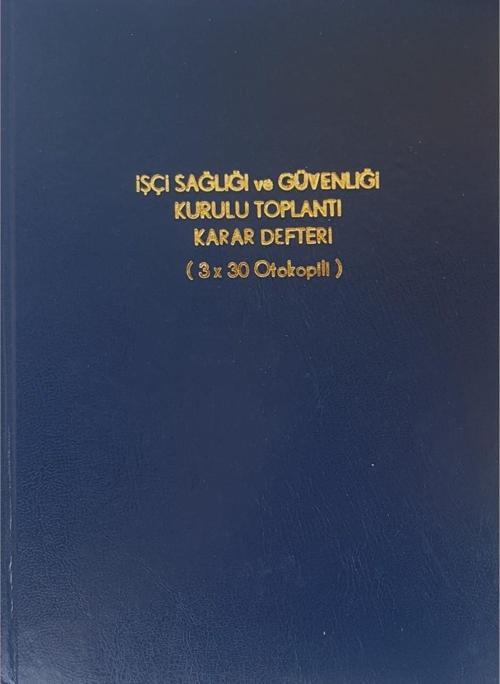 İŞÇİ SAĞLIĞI ve GÜVENLİĞİ
KURULU TOPLANTI
KARAR DEFTERİ
( 3 x 30 Otokopili )